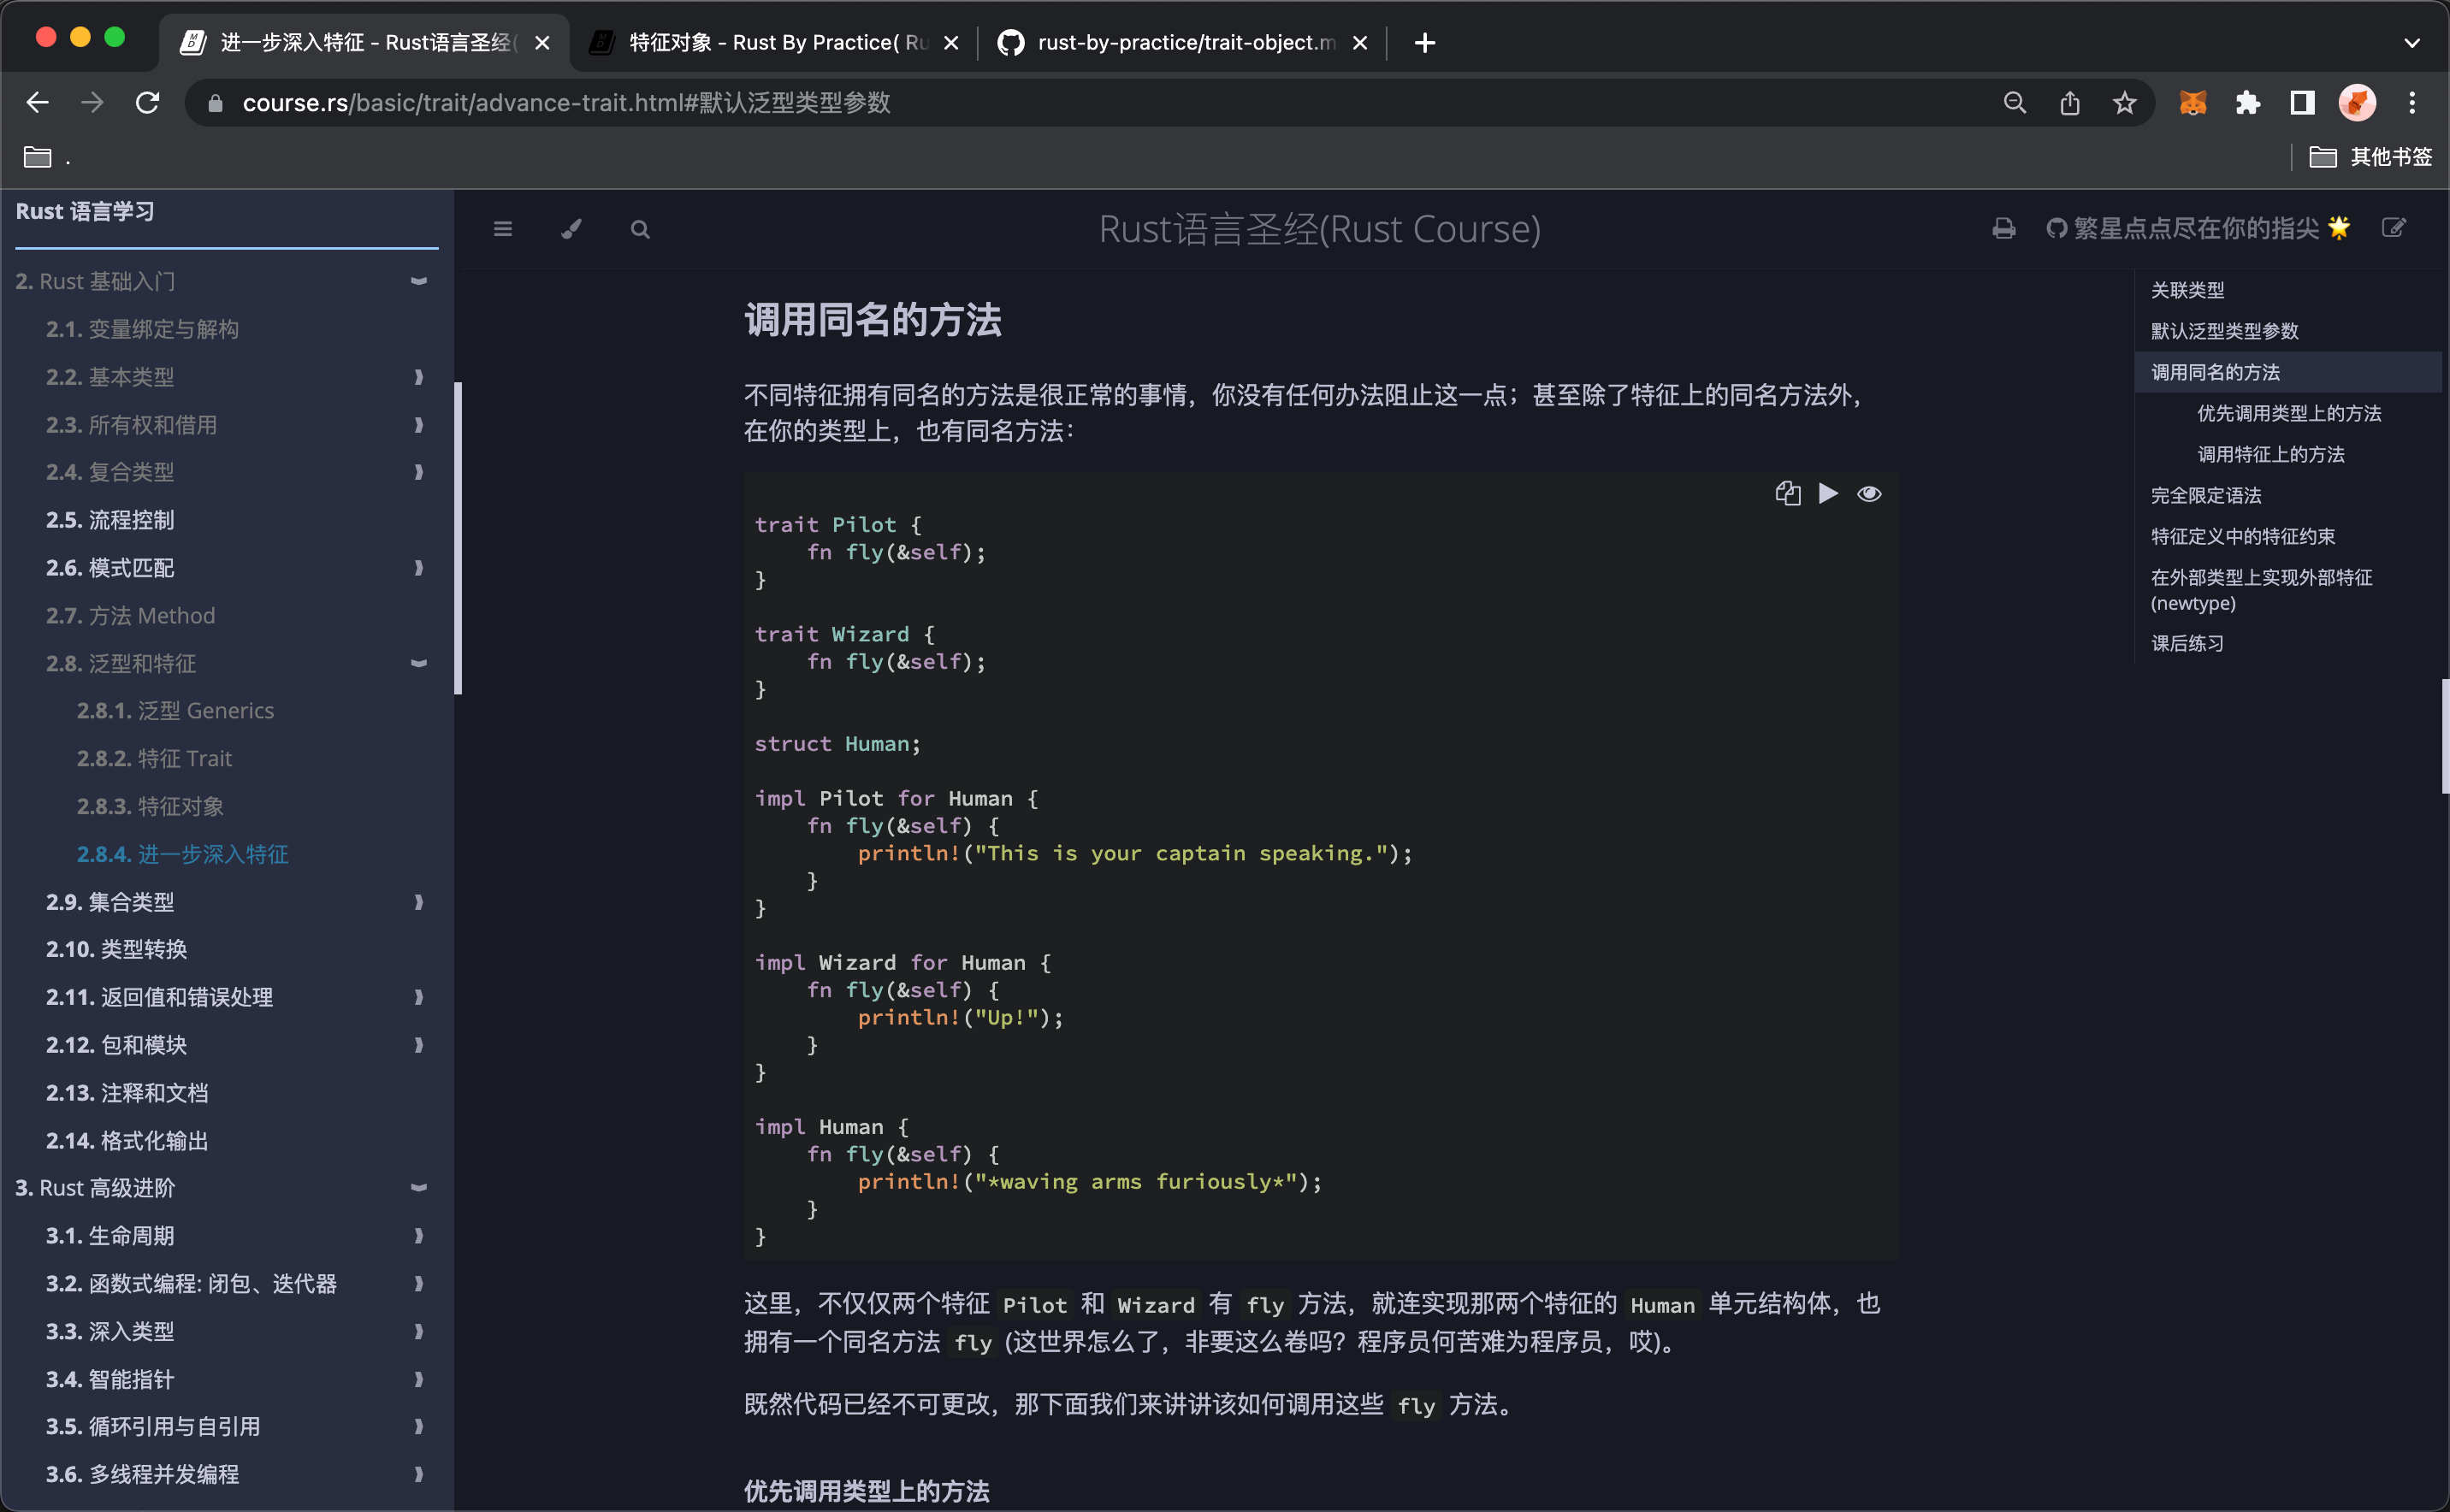 进一步深入特征 - Rust语言圣经(
特征对象 - Rust By Practice( Ru
rust-by-practice/trait-object.m
course.rs/basic/trait/advance-trait.html#默认泛型类型参数
.
其他书签
Rust 语言学习
2. Rust 基础入门
2.1. 变量绑定与解构
2.2. 基本类型
2.3. 所有权和借用
2.4. 复合类型
2.5. 流程控制
2.6. 模式匹配
2.7. 方法 Method
2.8. 泛型和特征
2.8.1. 泛型 Generics
2.8.2. 特征 Trait
2.8.3. 特征对象
2.8.4. 进一步深入特征
2.9. 集合类型
2.10. 类型转换
2.11. 返回值和错误处理
2.12. 包和模块
2.13. 注释和文档
2.14. 格式化输出
3. Rust 高级进阶
3.1. 生命周期
3.2. 函数式编程: 闭包、迭代器
3.3. 深入类型
3.4. 智能指针
3.5. 循环引用与自引用
3.6. 多线程并发编程
Rust语言圣经(Rust Course)
繁星点点尽在你的指尖 🌟
调用同名的方法
不同特征拥有同名的方法是很正常的事情，你没有任何办法阻止这一点；甚至除了特征上的同名方法外，
在你的类型上，也有同名方法：
trait Pilot {
    fn fly(&self);
}
trait Wizard {
    fn fly(&self);
}
struct Human;
impl Pilot for Human {
    fn fly(&self) {
        println!("This is your captain speaking.");
    }
}
impl Wizard for Human {
    fn fly(&self) {
        println!("Up!");
    }
}
impl Human {
    fn fly(&self) {
        println!("*waving arms furiously*");
    }
}
这里，不仅仅两个特征 Pilot 和 Wizard 有 fly 方法，就连实现那两个特征的 Human 单元结构体，也
拥有一个同名方法 fly (这世界怎么了，非要这么卷吗？程序员何苦难为程序员，哎)。
既然代码已经不可更改，那下面我们来讲讲该如何调用这些 fly 方法。
优先调用类型上的方法
关联类型
默认泛型类型参数
调用同名的方法
优先调用类型上的方法
调用特征上的方法
完全限定语法
特征定义中的特征约束
在外部类型上实现外部特征
(newtype)
课后练习